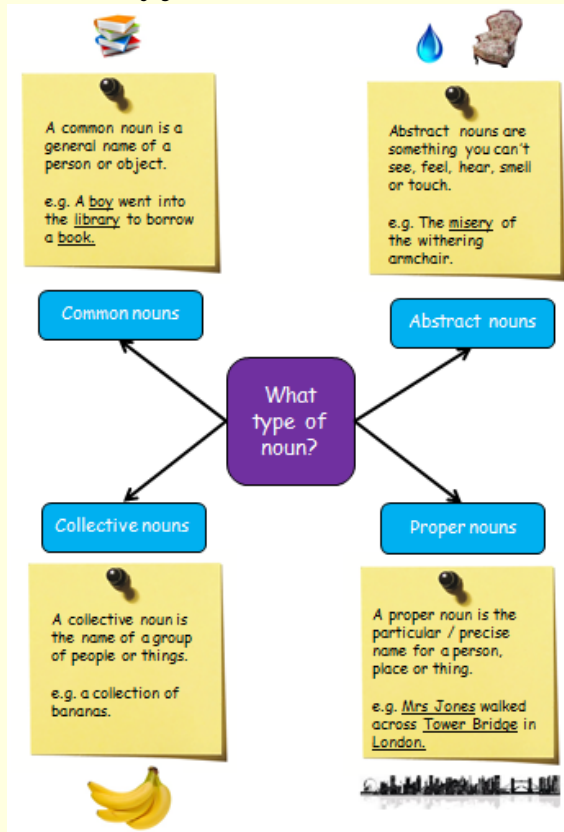 A common noun is a
general name of a
person or object.
e.g. A boy went into
the library to borrow
a book.
Common nouns
Abstract nouns are
something you can't
see, feel, hear, smell
or touch.
e.g. The misery of
the withering
armchair.
Abstract nouns
What
type of
noun?
Collective nouns
A collective noun is
the name of a group
of people or things.
e.g. a collection of
bananas.
Proper nouns
A proper noun is the
particular / precise
name for a person,
place or thing.
e.g. Mrs Jones walked
across Tower Bridge in
London.